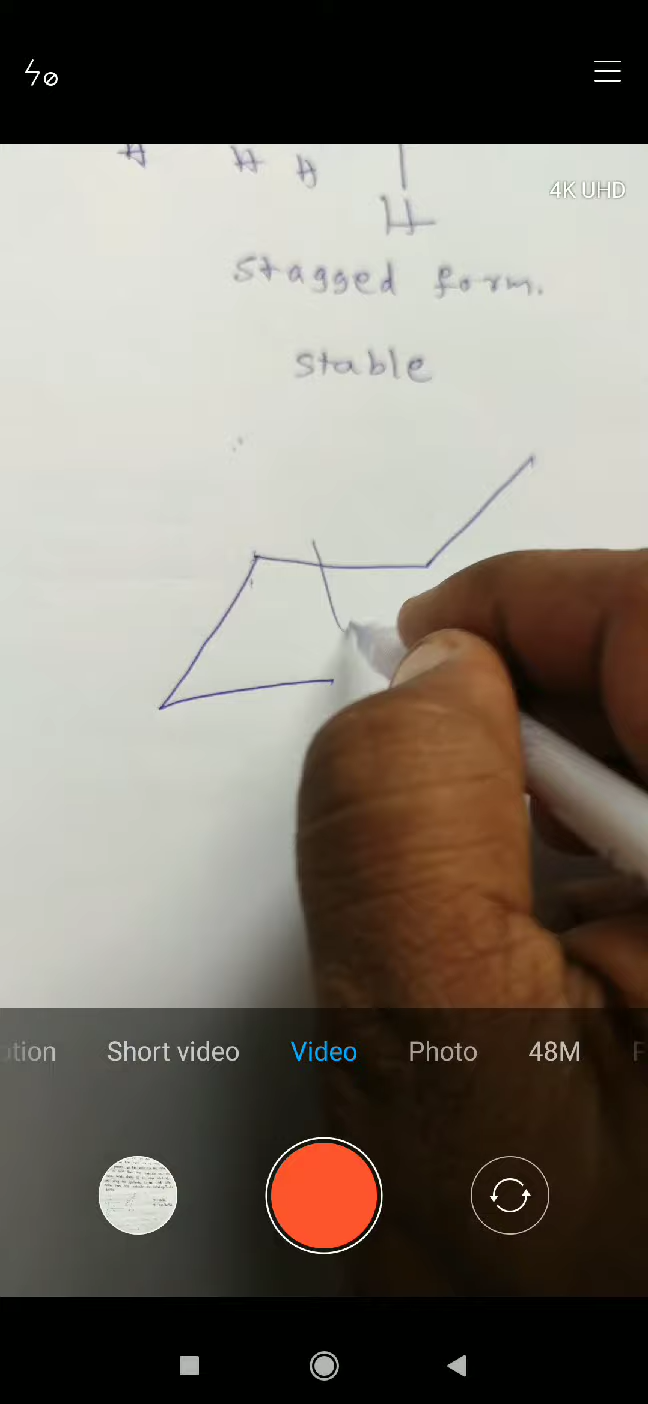 4K UHD
H H H
H
stagged form.
stable
Short video Video Photo 48M